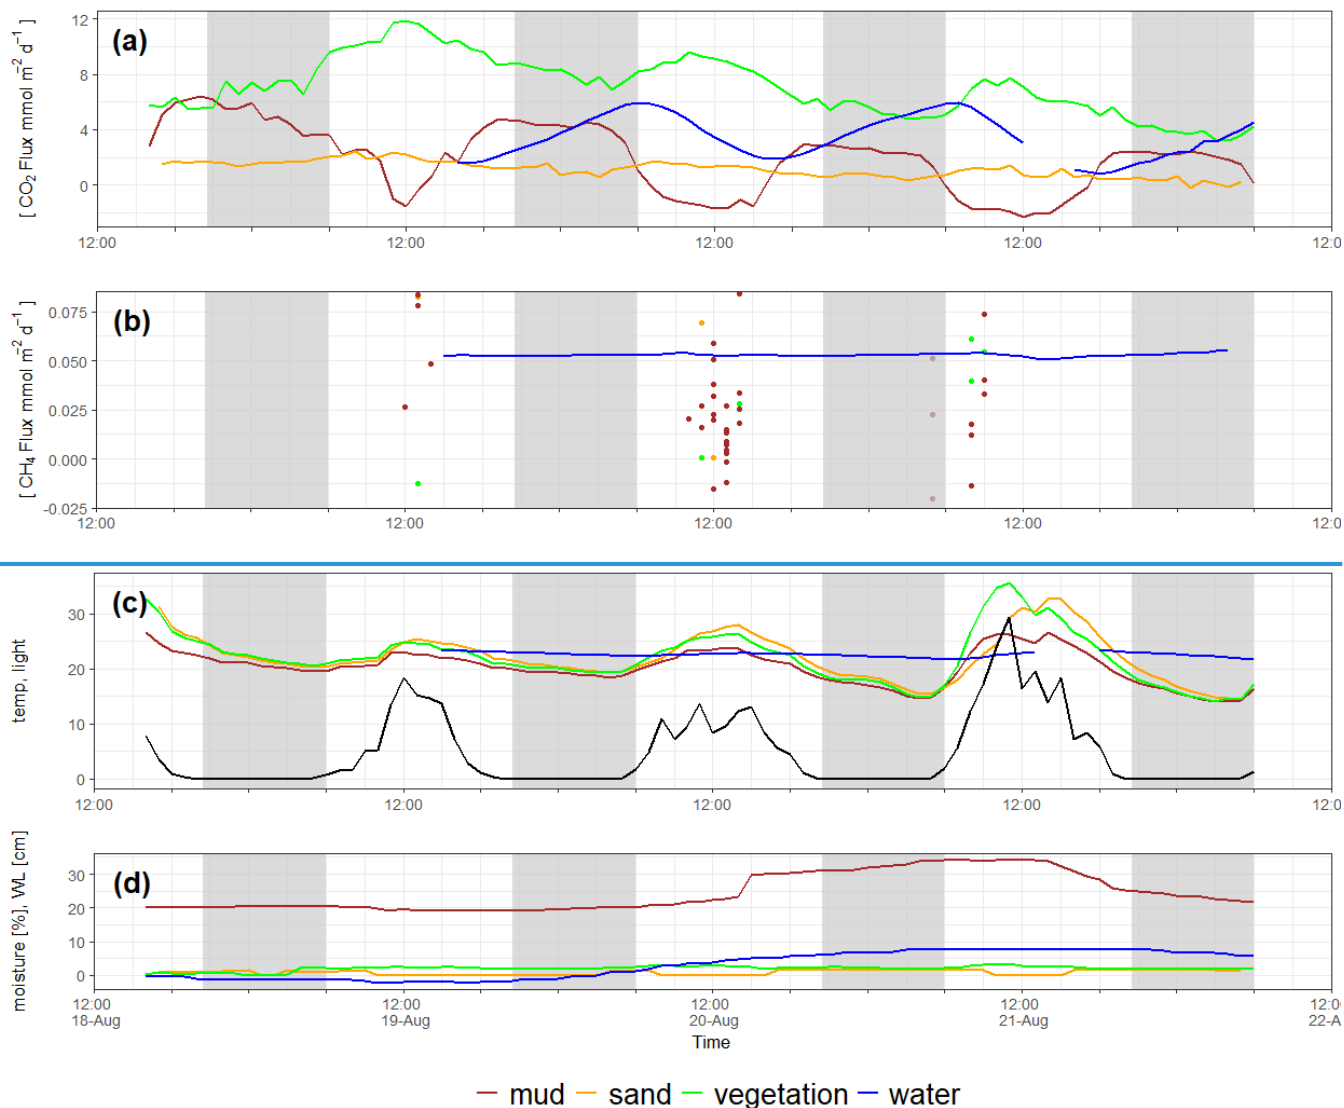 (a)
[ CO2 Flux mmol m⁻² d⁻¹ ]
12
8
4
0
12:00 12:00 12:00 12:00 12:0
(b)
[ CH4 Flux mmol m⁻² d⁻¹ ]
0.075
0.050
0.025
0.000
-0.025
12:00 12:00 12:00 12:00 12:0
(c)
temp, light
30
20
10
0
12:00 12:00 12:00 12:00 12:0
(d)
moisture [%], WL [cm]
30
20
10
0
12:00 12:00 12:00 12:00 12:0
18-Aug 19-Aug 20-Aug 21-Aug 22-A
Time
mud sand vegetation water